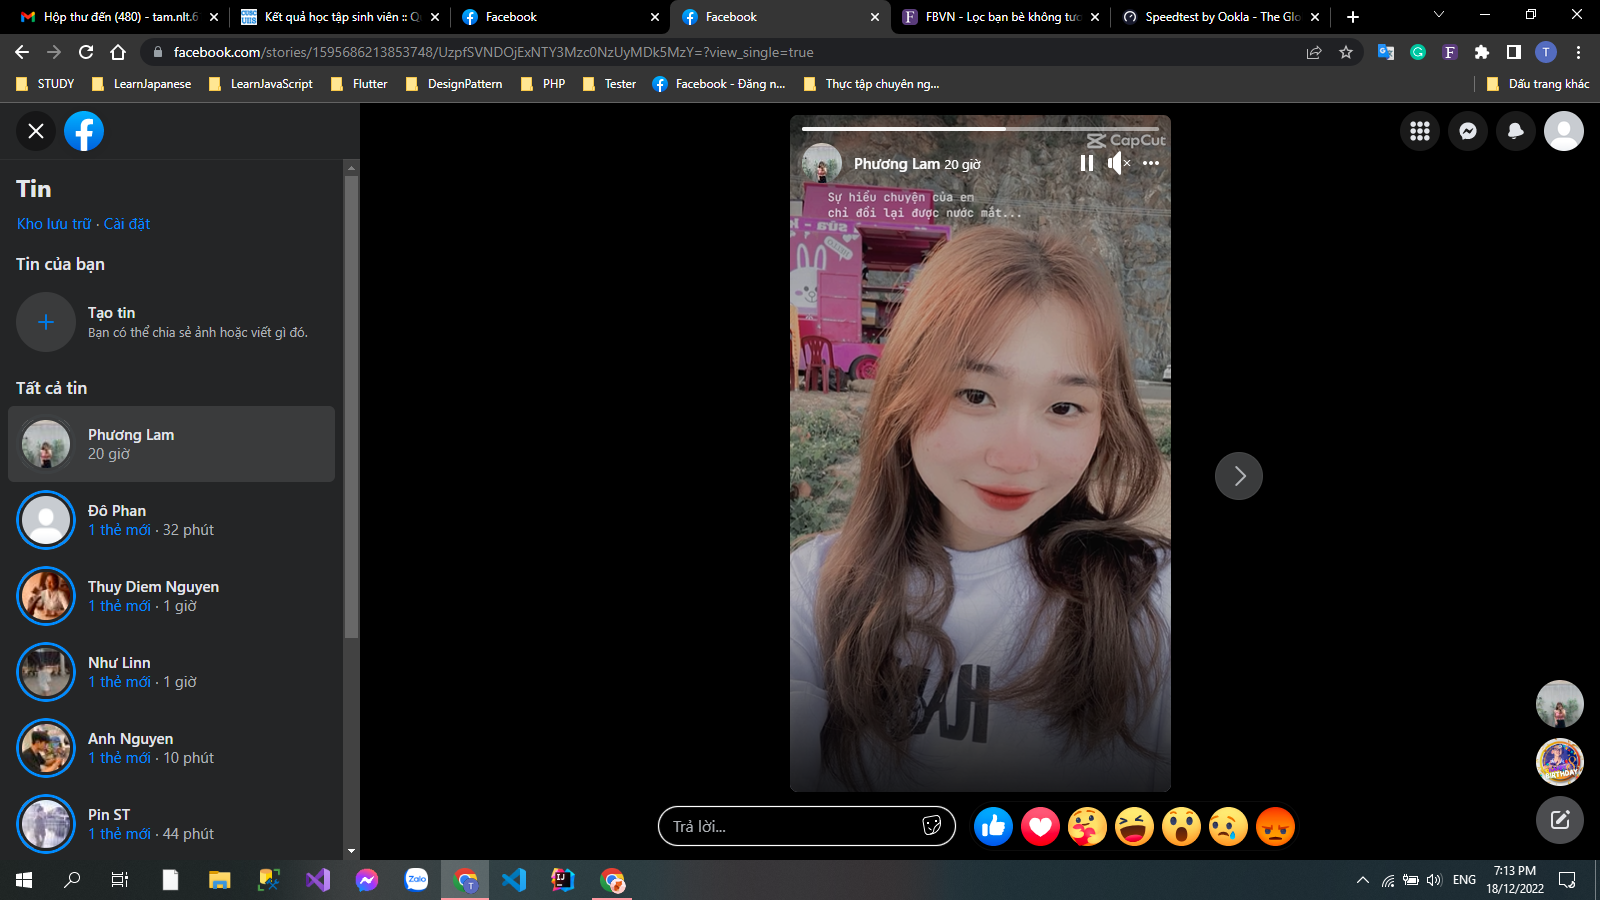 Hộp thư đến (480) - tam.nlt.6
Kết quả học tập sinh viên :: Q
Facebook
Facebook
FBVN - Lọc bạn bè không tươ
Speedtest by Ookla - The Glo
facebook.com/stories/1595686213853748/UzpfSVNDOjExNTY3Mzc0NzUyMDk5MzY=?view_single=true
STUDY
LearnJapanese
LearnJavaScript
Flutter
DesignPattern
PHP
Tester
Facebook - Đăng n...
Thực tập chuyên ng...
Dấu trang khác
Tin
Kho lưu trữ · Cài đặt
Tin của bạn
Tạo tin
Bạn có thể chia sẻ ảnh hoặc viết gì đó.
Tất cả tin
Phương Lam
20 giờ
Đô Phan
1 thẻ mới · 32 phút
Thuy Diem Nguyen
1 thẻ mới · 1 giờ
Như Linn
1 thẻ mới · 1 giờ
Anh Nguyen
1 thẻ mới · 10 phút
Pin ST
1 thẻ mới · 44 phút
CapCut
Phương Lam 20 giờ
Sự hiểu chuyện của em
chỉ đổi lại được nước mắt...
Trả lời...
BIRTHDAY
Zalo
ENG
7:13 PM
18/12/2022